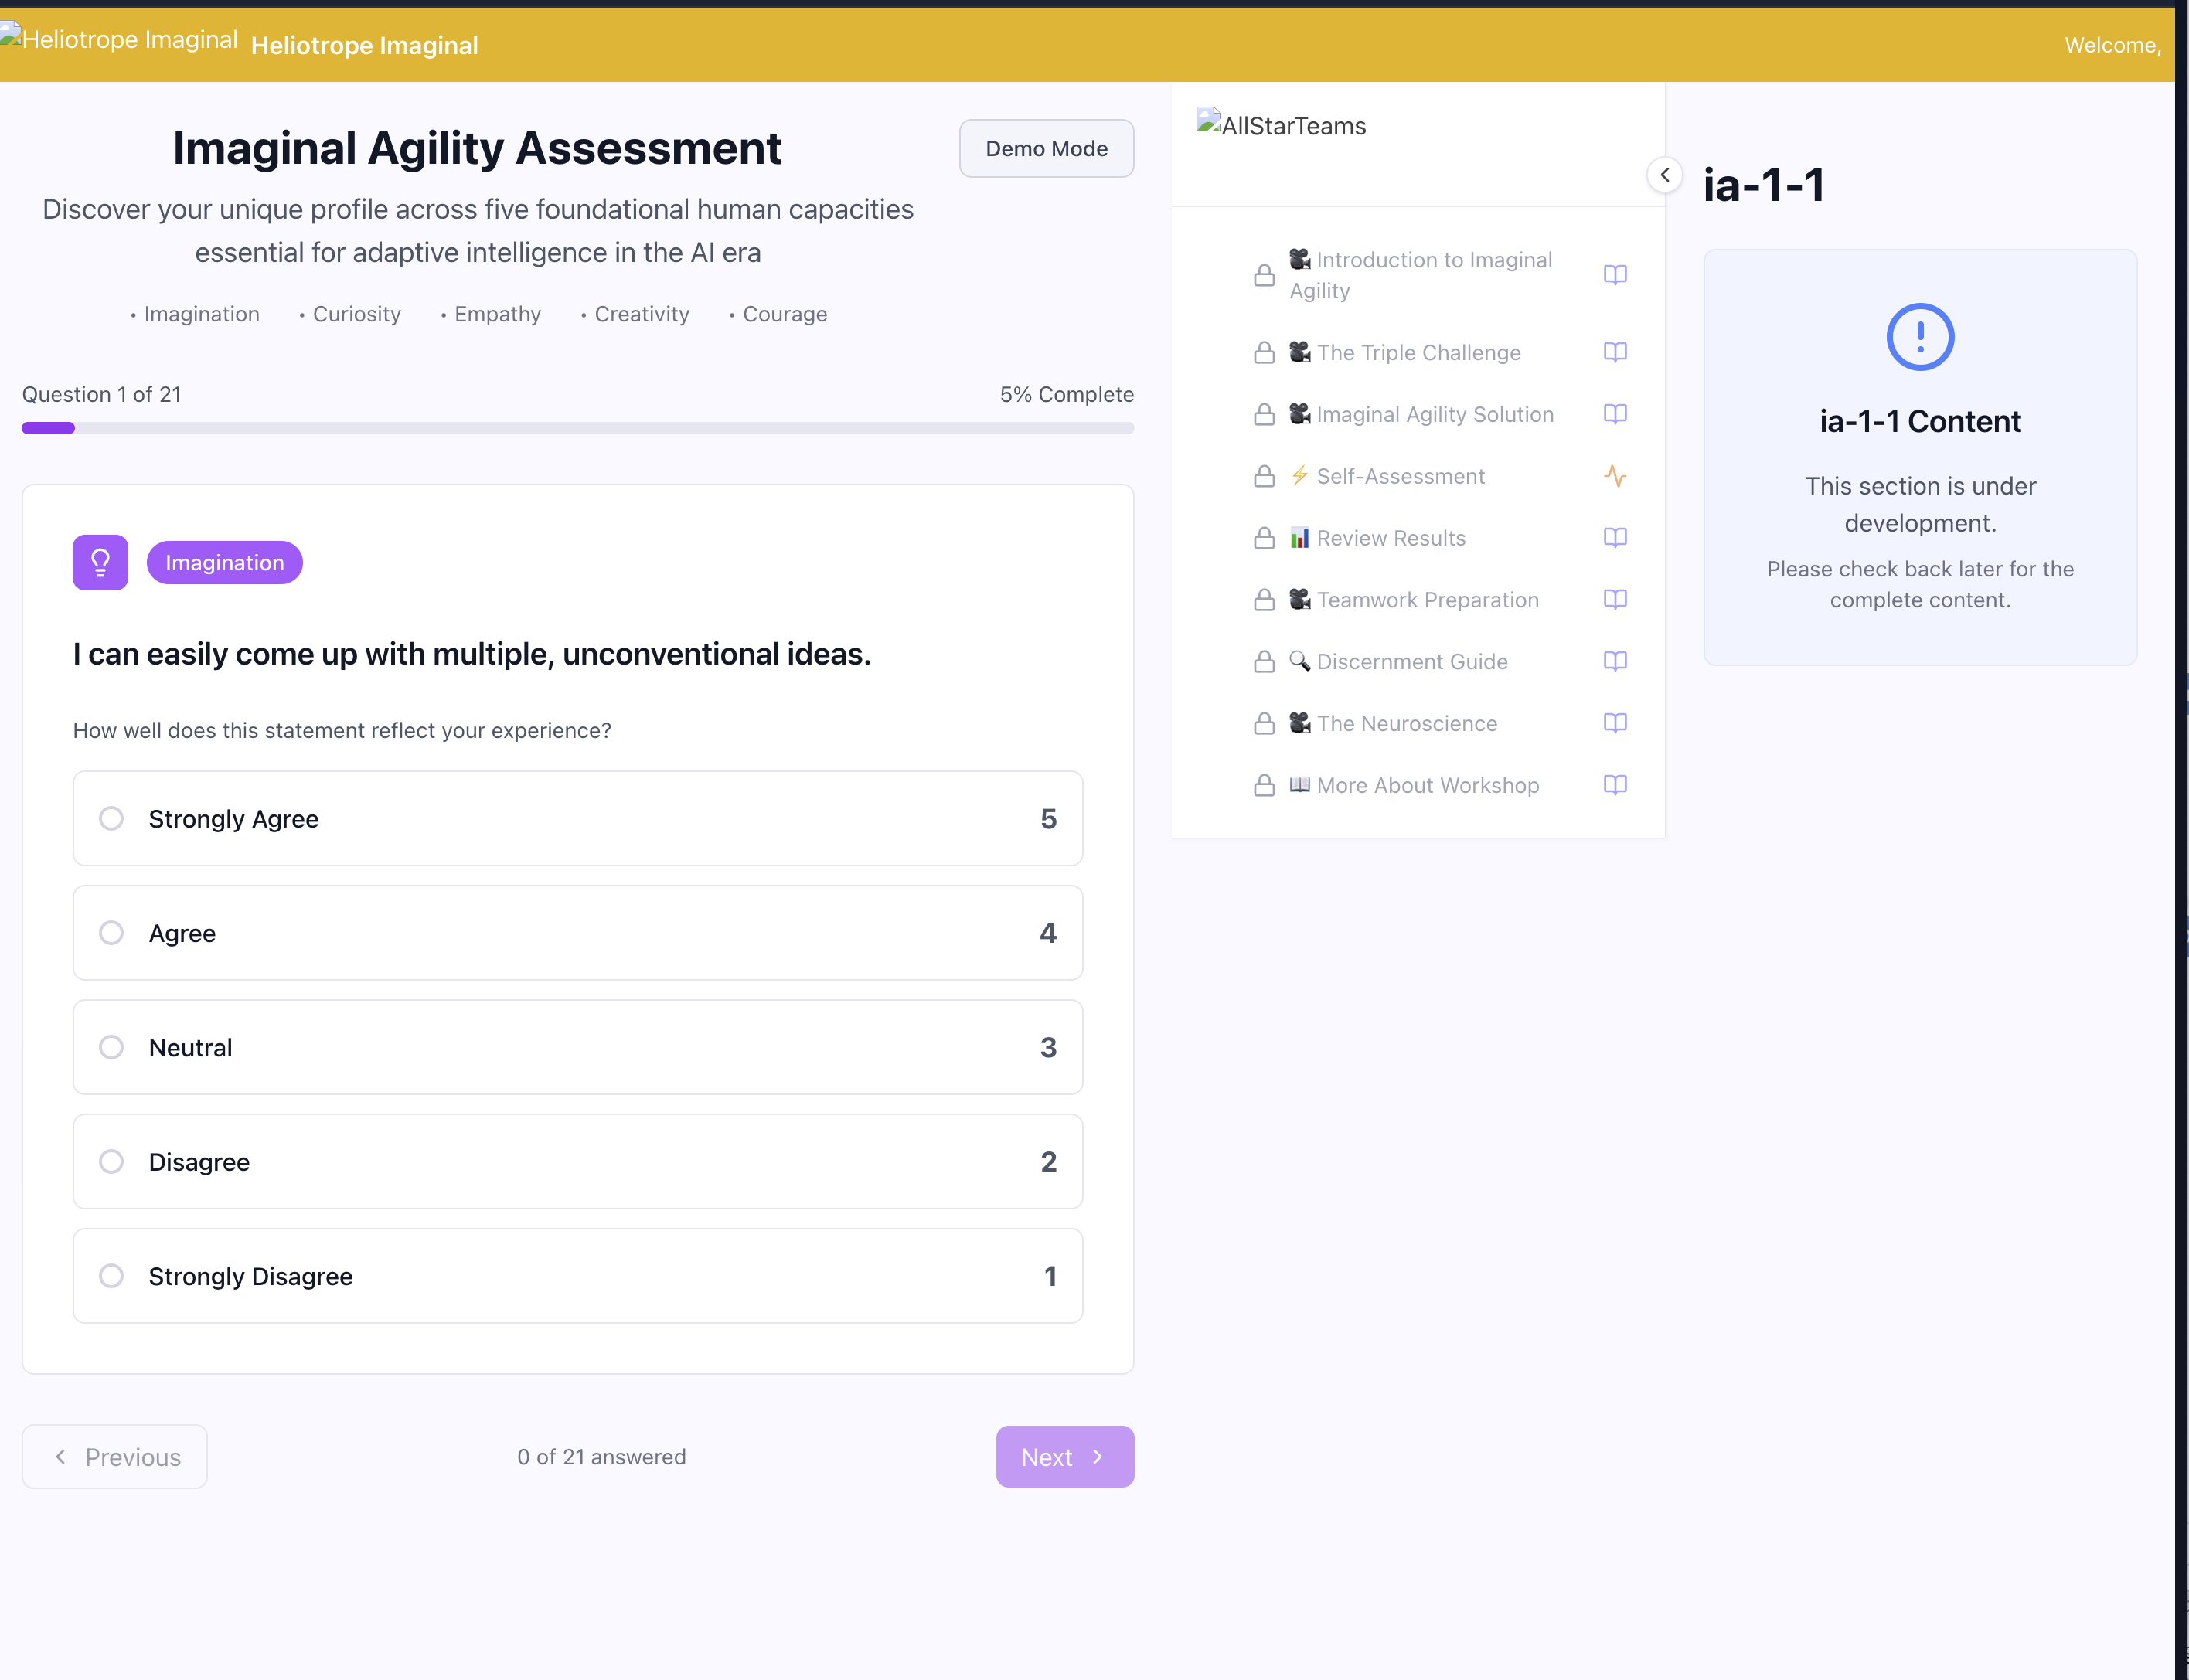 Heliotrope Imaginal Heliotrope Imaginal
Welcome,
Imaginal Agility Assessment
Demo Mode
Discover your unique profile across five foundational human capacities
essential for adaptive intelligence in the AI era
• Imagination • Curiosity • Empathy • Creativity • Courage
Question 1 of 21
5% Complete
Imagination
I can easily come up with multiple, unconventional ideas.
How well does this statement reflect your experience?
Strongly Agree 5
Agree 4
Neutral 3
Disagree 2
Strongly Disagree 1
Previous
0 of 21 answered
Next
AllStarTeams
Introduction to Imaginal
Agility
The Triple Challenge
Imaginal Agility Solution
Self-Assessment
Review Results
Teamwork Preparation
Discernment Guide
The Neuroscience
More About Workshop
ia-1-1
ia-1-1 Content
This section is under
development.
Please check back later for the
complete content.